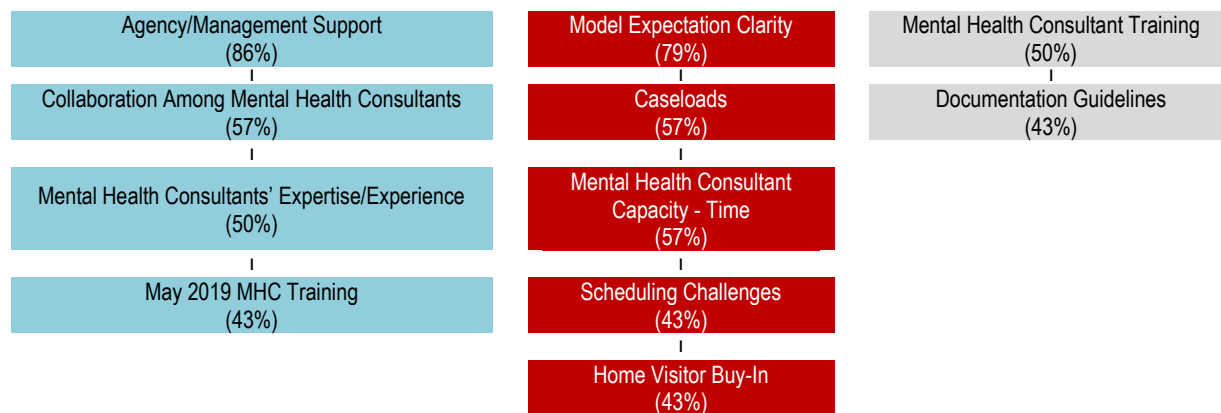 Agency/Management Support
(86%)
Collaboration Among Mental Health Consultants
(57%)
Mental Health Consultants’ Expertise/Experience
(50%)
May 2019 MHC Training
(43%)
Model Expectation Clarity
(79%)
Caseloads
(57%)
Mental Health Consultant
Capacity - Time
(57%)
Scheduling Challenges
(43%)
Home Visitor Buy-In
(43%)
Mental Health Consultant Training
(50%)
Documentation Guidelines
(43%)